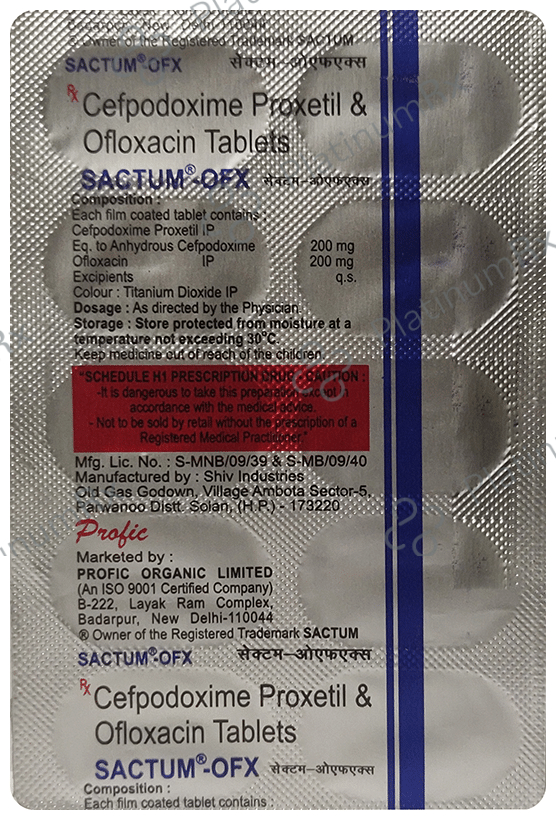 ® Owner of the Registered Trademark SACTUM
SACTUM®-OFX सेक्टम-ओएफएक्स
Rx Cefpodoxime Proxetil &
Ofloxacin Tablets
SACTUM®-OFX सेक्टम-ओएफएक्स
Composition :
Each film coated tablet contains :
Cefpodoxime Proxetil IP
Eq. to Anhydrous Cefpodoxime 200 mg
Ofloxacin IP 200 mg
Excipients q.s.
Colour : Titanium Dioxide IP
Dosage : As directed by the Physician.
Storage : Store protected from moisture at a
temperature not exceeding 30°C.
Keep medicine out of reach of the children.
"SCHEDULE H1 PRESCRIPTION DRUG- CAUTION :
-It is dangerous to take this preparation except in
accordance with the medical advice.
- Not to be sold by retail without the prescription of a
Registered Medical Practitioner."
Mfg. Lic. No. : S-MNB/09/39 & S-MB/09/40
Manufactured by : Shiv Industries
Old Gas Godown, Village Ambota Sector-5,
Parwanoo Distt. Solan, (H.P.) - 173220
Profic
Marketed by :
PROFIC ORGANIC LIMITED
(An ISO 9001 Certified Company)
B-222, Layak Ram Complex,
Badarpur, New Delhi-110044
® Owner of the Registered Trademark SACTUM
SACTUM®-OFX सेक्टम-ओएफएक्स
Rx Cefpodoxime Proxetil &
Ofloxacin Tablets
SACTUM®-OFX सेक्टम-ओएफएक्स
Composition :
Each film coated tablet contains :